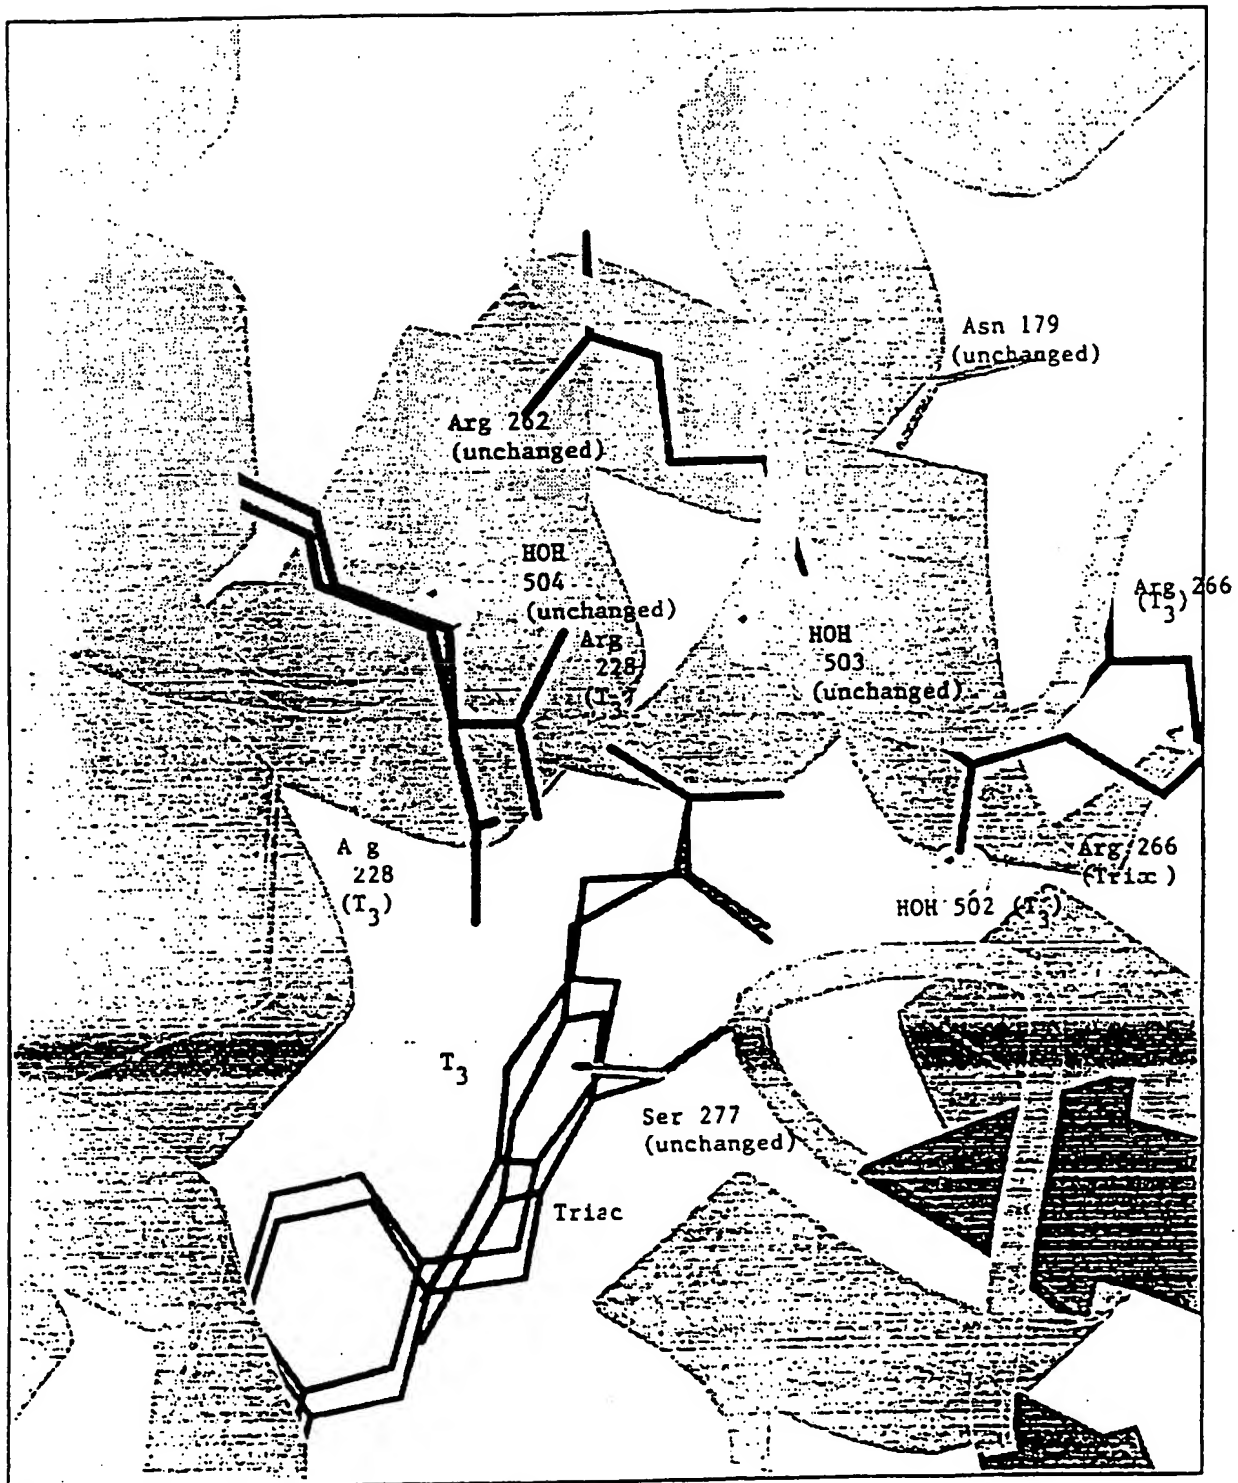 Asn 179
(unchanged)
Arg 262
(unchanged)
HOH
504
(unchanged)
Arg
228
HOH
503
(unchanged)
Arg 266
(T3)
A g
228
(T3)
Arg 266
(Triac)
HOH 502 (T3)
T3
Ser 277
(unchanged)
Triac